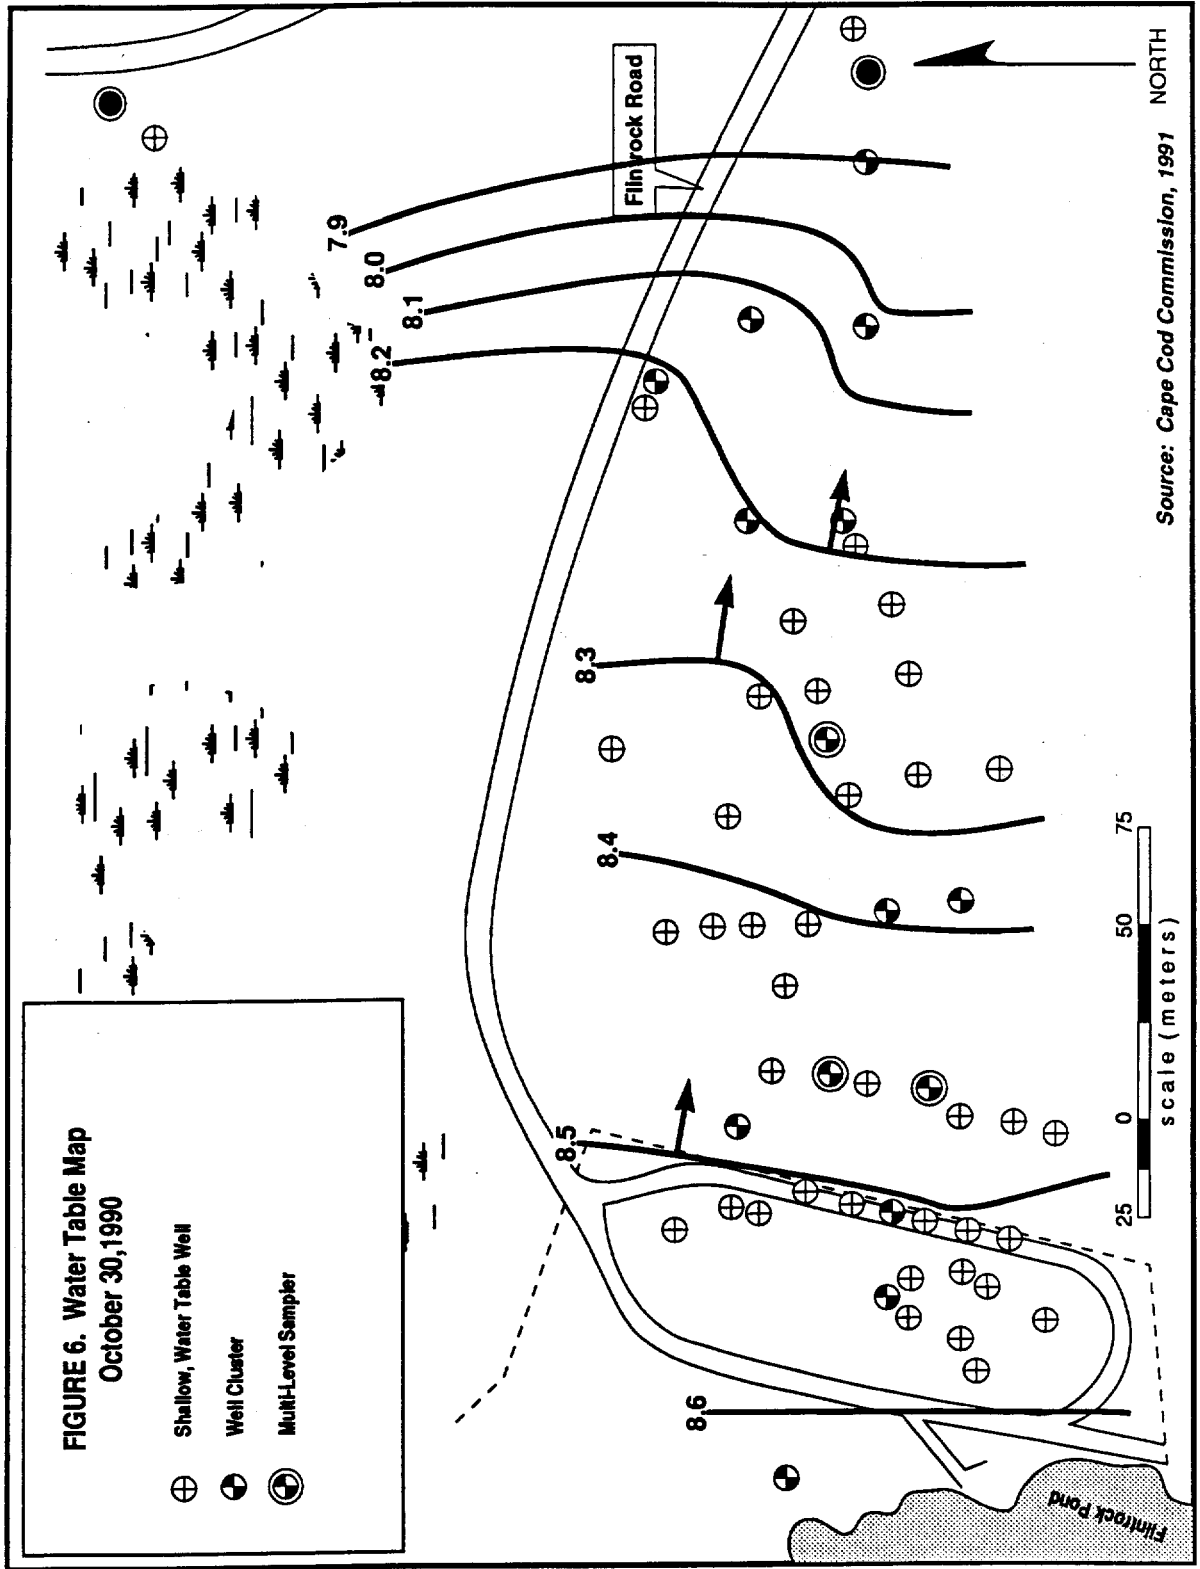 FIGURE 6. Water Table Map
October 30,1990
Shallow, Water Table Well
Well Cluster
Multi-Level Sampler
Flintrock Road
7.9
8.0
8.1
8.2
8.3
8.4
8.5
8.6
Flintrock Pond
25 0 50 75
scale (meters)
Source: Cape Cod Commission, 1991
NORTH